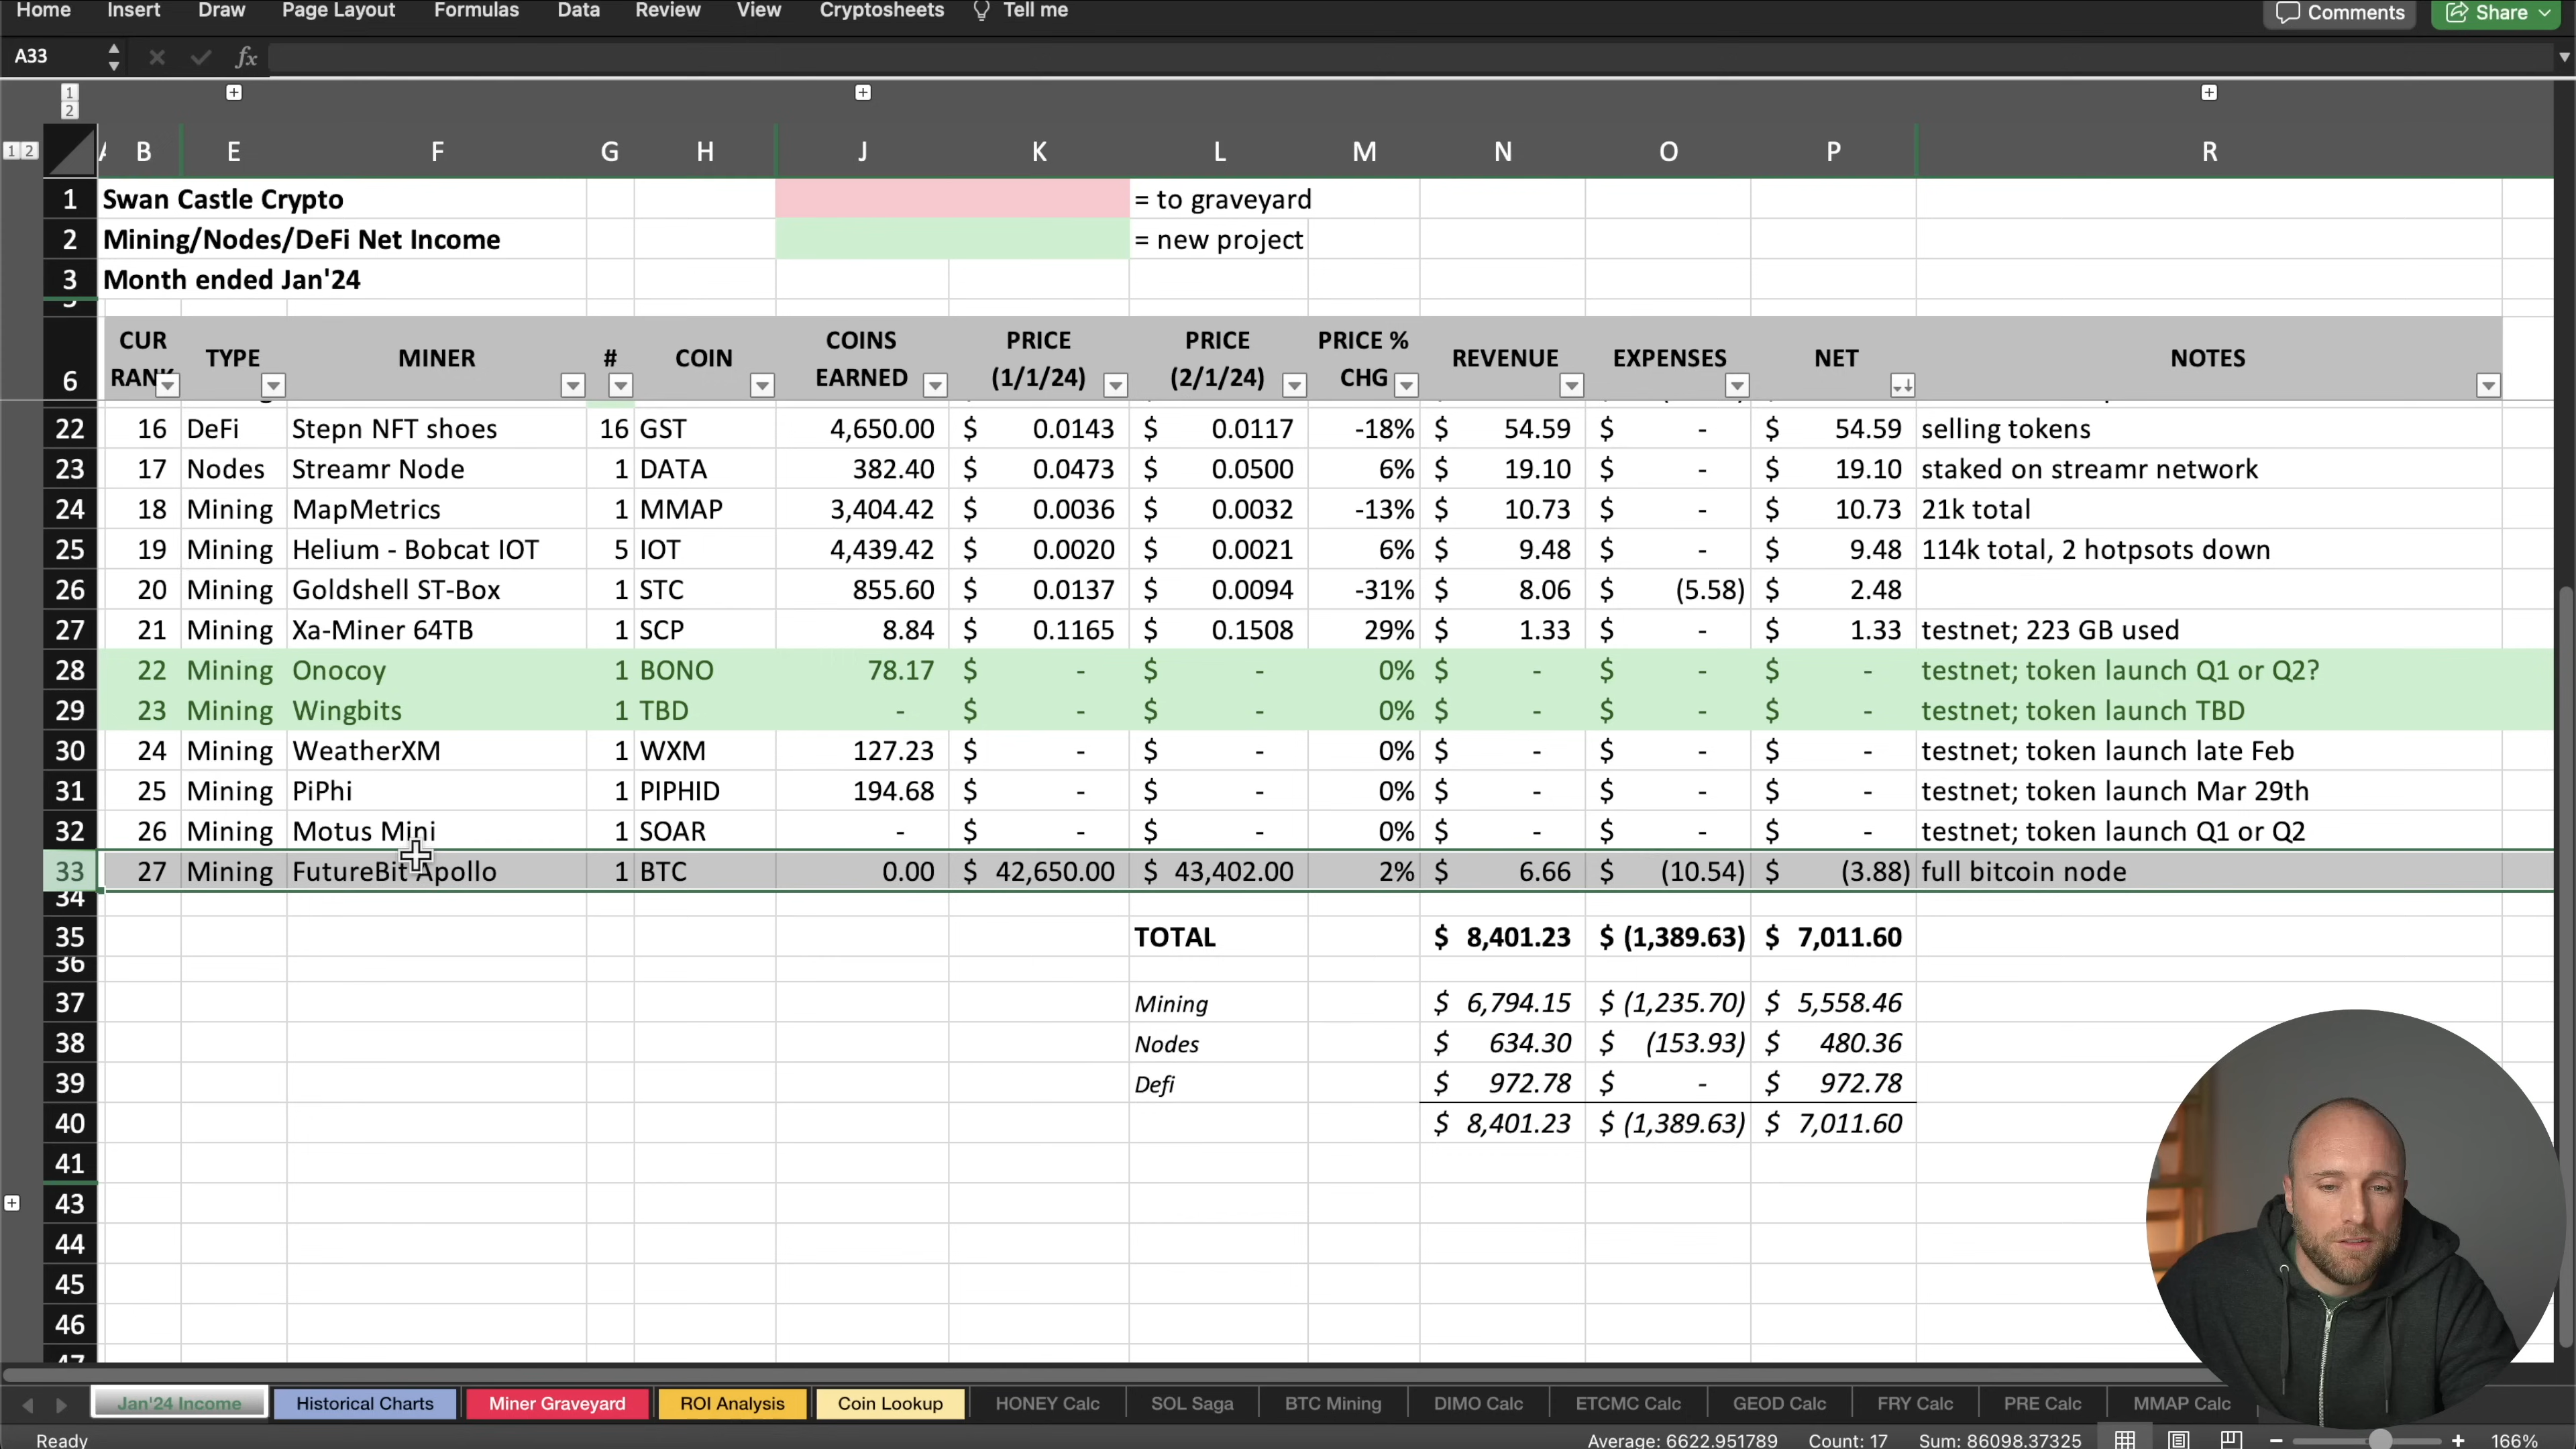 Home Insert Draw Page Layout Formulas Data Review View Cryptosheets Tell me Comments Share
A33 fx
1
2
1 2 B E F G H J K L M N O P R
1 Swan Castle Crypto = to graveyard
2 Mining/Nodes/DeFi Net Income = new project
3 Month ended Jan'24
CUR COINS PRICE PRICE PRICE %
TYPE MINER # COIN REVENUE EXPENSES NET NOTES
6 RANK EARNED (1/1/24) (2/1/24) CHG
22 16 DeFi Stepn NFT shoes 16 GST 4,650.00 $ 0.0143 $ 0.0117 -18% $ 54.59 $ - $ 54.59 selling tokens
23 17 Nodes Streamr Node 1 DATA 382.40 $ 0.0473 $ 0.0500 6% $ 19.10 $ - $ 19.10 staked on streamr network
24 18 Mining MapMetrics 1 MMAP 3,404.42 $ 0.0036 $ 0.0032 -13% $ 10.73 $ - $ 10.73 21k total
25 19 Mining Helium - Bobcat IOT 5 IOT 4,439.42 $ 0.0020 $ 0.0021 6% $ 9.48 $ - $ 9.48 114k total, 2 hotpsots down
26 20 Mining Goldshell ST-Box 1 STC 855.60 $ 0.0137 $ 0.0094 -31% $ 8.06 $ (5.58) $ 2.48
27 21 Mining Xa-Miner 64TB 1 SCP 8.84 $ 0.1165 $ 0.1508 29% $ 1.33 $ - $ 1.33 testnet; 223 GB used
28 22 Mining Onocoy 1 BONO 78.17 $ - $ - 0% $ - $ - $ - testnet; token launch Q1 or Q2?
29 23 Mining Wingbits 1 TBD - $ - $ - 0% $ - $ - $ - testnet; token launch TBD
30 24 Mining WeatherXM 1 WXM 127.23 $ - $ - 0% $ - $ - $ - testnet; token launch late Feb
31 25 Mining PiPhi 1 PIPHID 194.68 $ - $ - 0% $ - $ - $ - testnet; token launch Mar 29th
32 26 Mining Motus Mini 1 SOAR - $ - $ - 0% $ - $ - $ - testnet; token launch Q1 or Q2
33 27 Mining FutureBit Apollo 1 BTC 0.00 $ 42,650.00 $ 43,402.00 2% $ 6.66 $ (10.54) $ (3.88) full bitcoin node
34
35 TOTAL $ 8,401.23 $ (1,389.63) $ 7,011.60
36
37 Mining $ 6,794.15 $ (1,235.70) $ 5,558.46
38 Nodes $ 634.30 $ (153.93) $ 480.36
39 Defi $ 972.78 $ - $ 972.78
40 $ 8,401.23 $ (1,389.63) $ 7,011.60
41
43
44
45
46
47
Jan'24 Income Historical Charts Miner Graveyard ROI Analysis Coin Lookup HONEY Calc SOL Saga BTC Mining DIMO Calc ETCMC Calc GEOD Calc FRY Calc PRE Calc MMAP Calc
Ready Average: 6622.951789 Count: 17 Sum: 86098.37325 166%